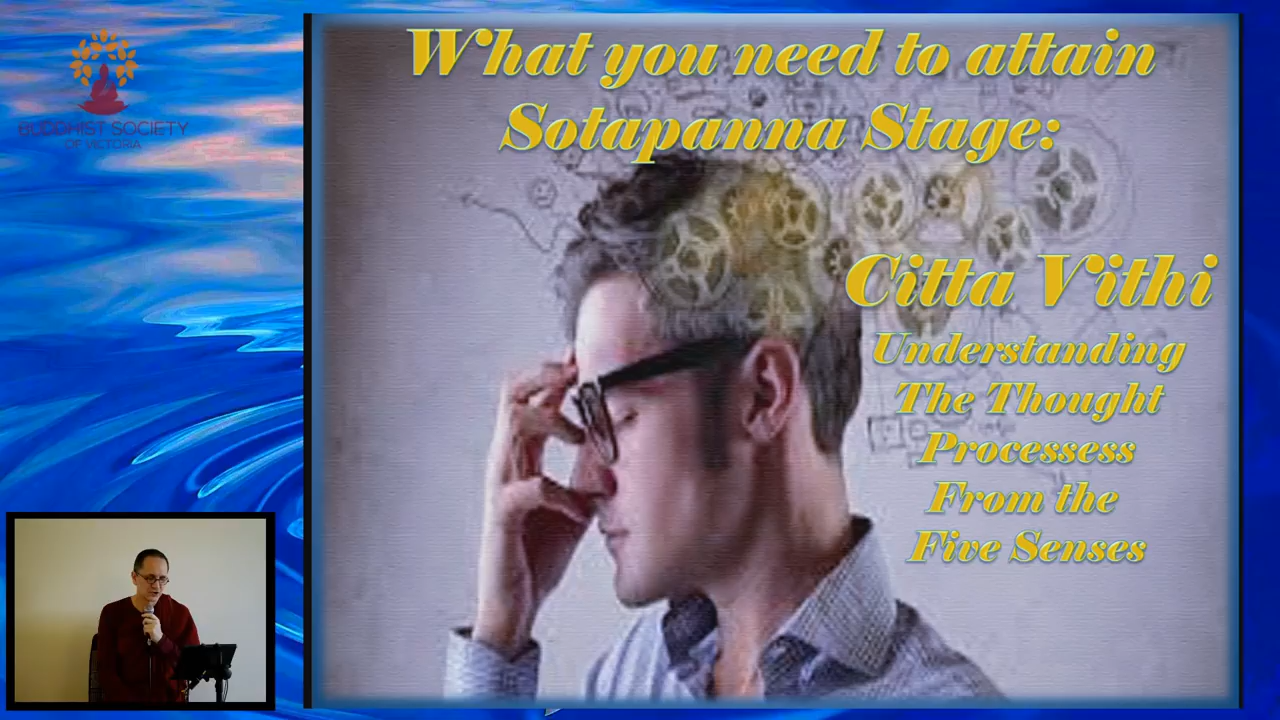 BUDDHIST SOCIETY
OF VICTORIA
What you need to attain
Sotapanna Stage:
Citta Vithi
Understanding
The Thought
Processess
From the
Five Senses